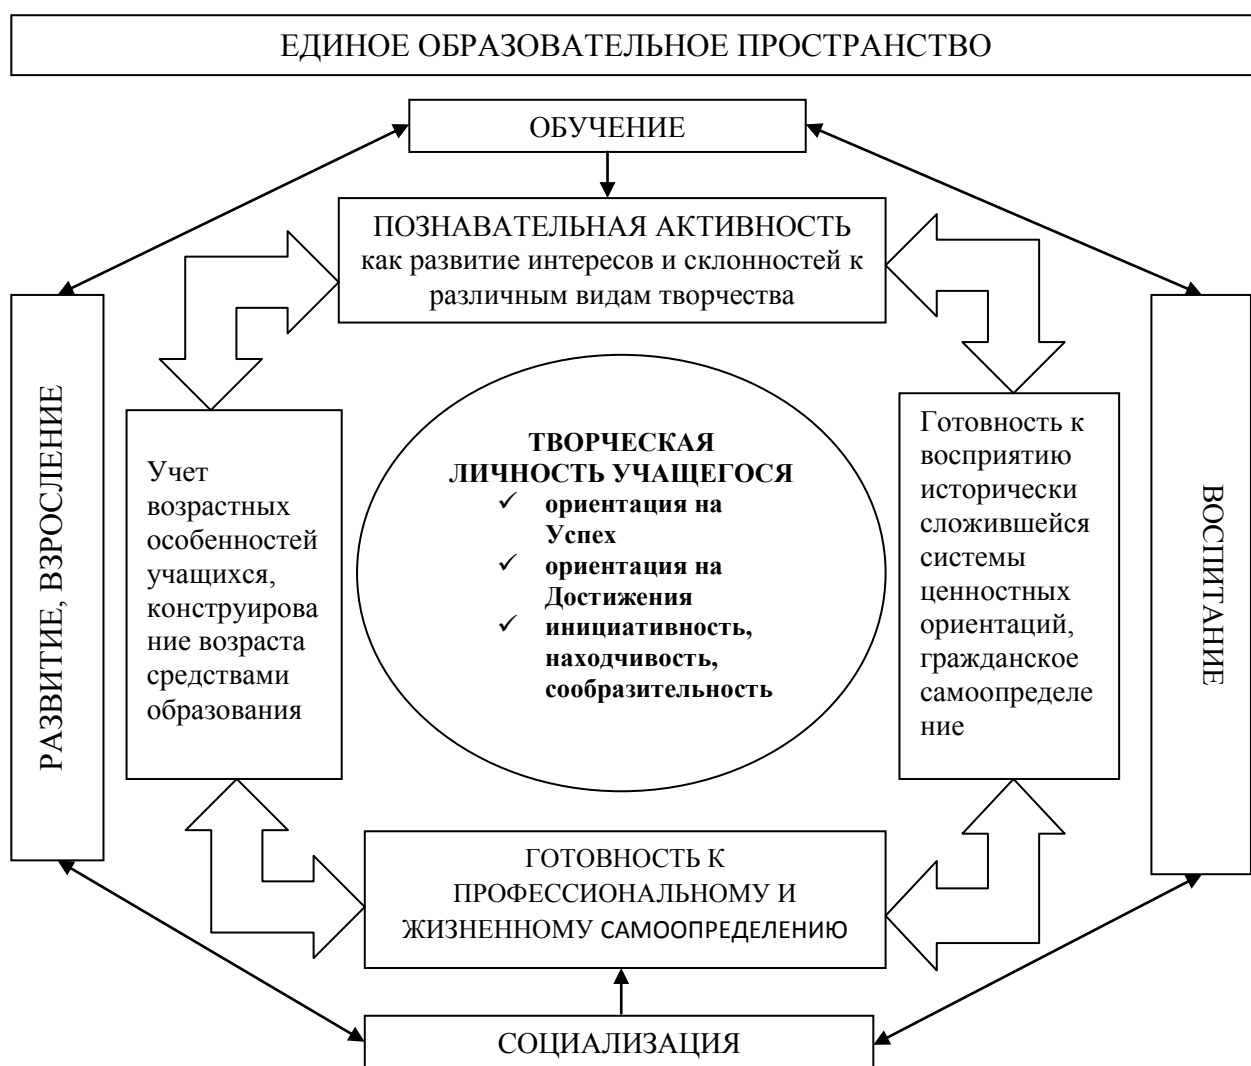 ЕДИНОЕ ОБРАЗОВАТЕЛЬНОЕ ПРОСТРАНСТВО
ОБУЧЕНИЕ
ПОЗНАВАТЕЛЬНАЯ АКТИВНОСТЬ
как развитие интересов и склонностей к
различным видам творчества
РАЗВИТИЕ, ВЗРОСЛЕНИЕ
Учет
возрастных
особенностей
учащихся,
конструирова
ние возраста
средствами
образования
ТВОРЧЕСКАЯ
ЛИЧНОСТЬ УЧАЩЕГОСЯ
✓ ориентация на
Успех
✓ ориентация на
Достижения
✓ инициативность,
находчивость,
сообразительность
Готовность к
восприятию
исторически
сложившейся
системы
ценностных
ориентаций,
гражданское
самоопределе
ние
ВОСПИТАНИЕ
ГОТОВНОСТЬ К
ПРОФЕССИОНАЛЬНОМУ И
ЖИЗНЕННОМУ САМООПРЕДЕЛЕНИЮ
СОЦИАЛИЗАЦИЯ